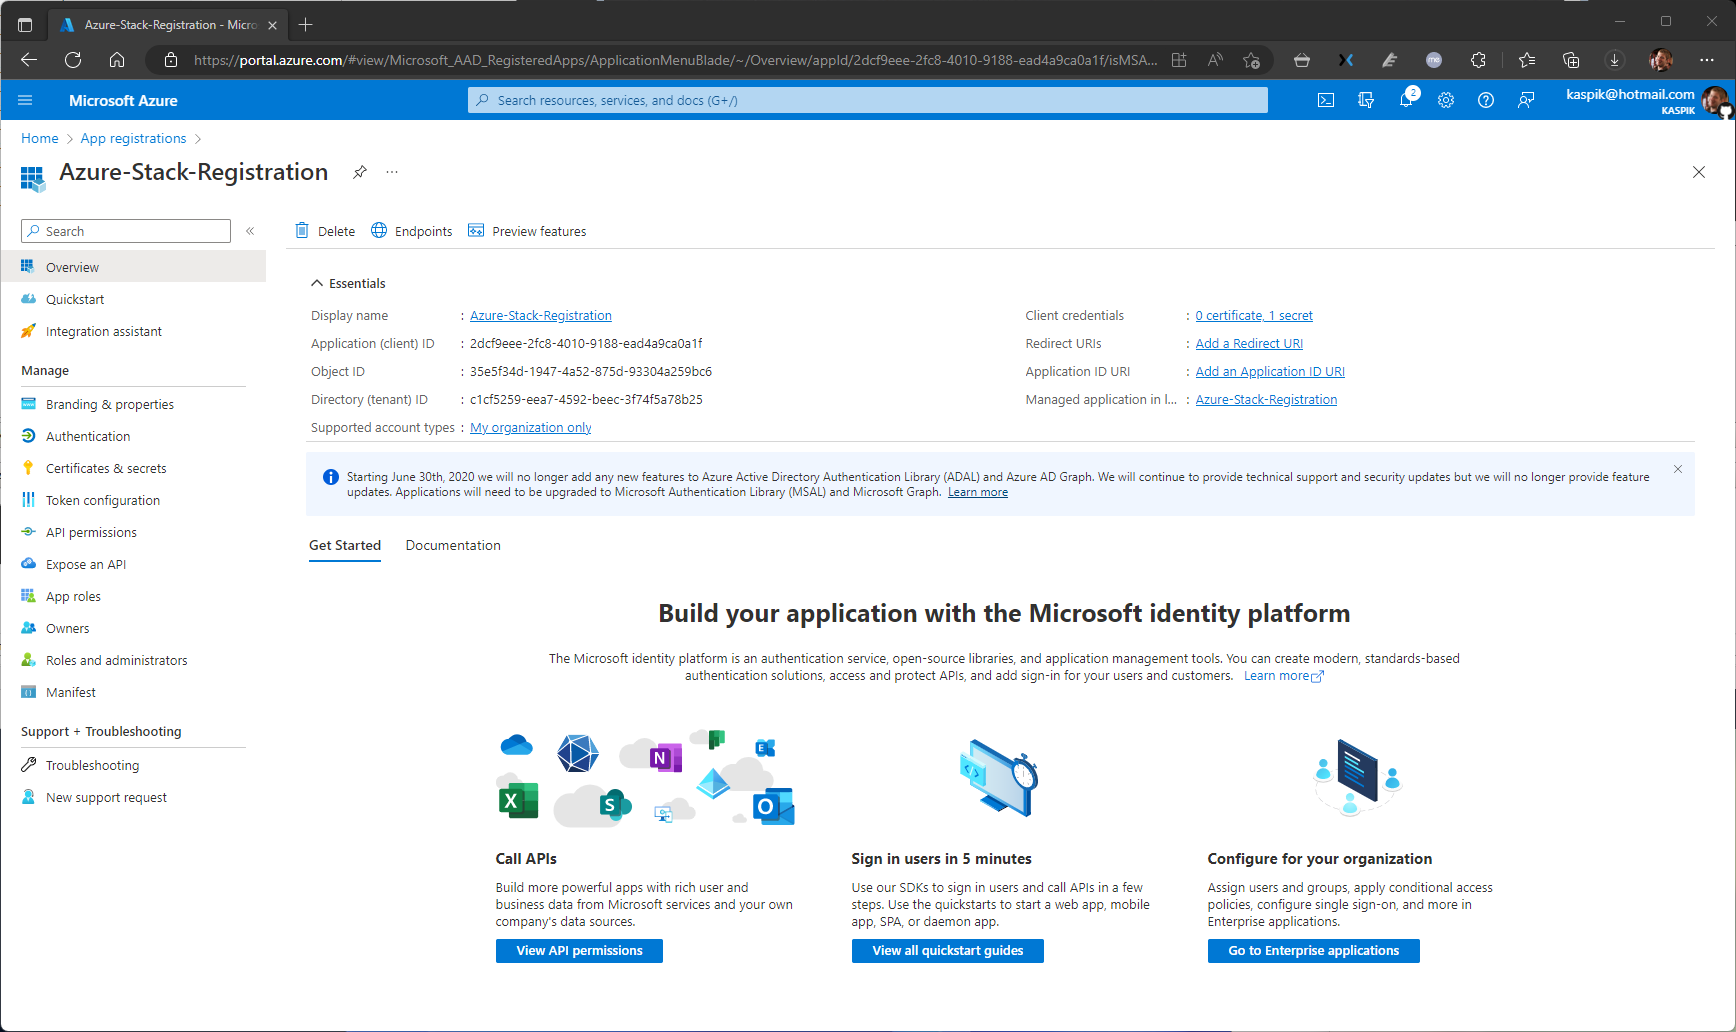 Azure-Stack-Registration - Micro
https://portal.azure.com/#view/Microsoft_AAD_RegisteredApps/ApplicationMenuBlade/~/Overview/appId/2dcf9eee-2fc8-4010-9188-ead4a9ca0a1f/isMSA...
Microsoft Azure
Search resources, services, and docs (G+/)
2
kaspik@hotmail.com
KASPIK
Home > App registrations >
Azure-Stack-Registration
Search
Delete
Endpoints
Preview features
Overview
Quickstart
Integration assistant
Manage
Branding & properties
Authentication
Certificates & secrets
Token configuration
API permissions
Expose an API
App roles
Owners
Roles and administrators
Manifest
Support + Troubleshooting
Troubleshooting
New support request
Essentials
Display name : Azure-Stack-Registration
Application (client) ID : 2dcf9eee-2fc8-4010-9188-ead4a9ca0a1f
Object ID : 35e5f34d-1947-4a52-875d-93304a259bc6
Directory (tenant) ID : c1cf5259-eea7-4592-beec-3f74f5a78b25
Supported account types : My organization only
Client credentials : 0 certificate, 1 secret
Redirect URIs : Add a Redirect URI
Application ID URI : Add an Application ID URI
Managed application in l... : Azure-Stack-Registration
Starting June 30th, 2020 we will no longer add any new features to Azure Active Directory Authentication Library (ADAL) and Azure AD Graph. We will continue to provide technical support and security updates but we will no longer provide feature
updates. Applications will need to be upgraded to Microsoft Authentication Library (MSAL) and Microsoft Graph. Learn more
Get Started
Documentation
Build your application with the Microsoft identity platform
The Microsoft identity platform is an authentication service, open-source libraries, and application management tools. You can create modern, standards-based
authentication solutions, access and protect APIs, and add sign-in for your users and customers. Learn more
Call APIs
Build more powerful apps with rich user and
business data from Microsoft services and your own
company's data sources.
View API permissions
Sign in users in 5 minutes
Use our SDKs to sign in users and call APIs in a few
steps. Use the quickstarts to start a web app, mobile
app, SPA, or daemon app.
View all quickstart guides
Configure for your organization
Assign users and groups, apply conditional access
policies, configure single sign-on, and more in
Enterprise applications.
Go to Enterprise applications